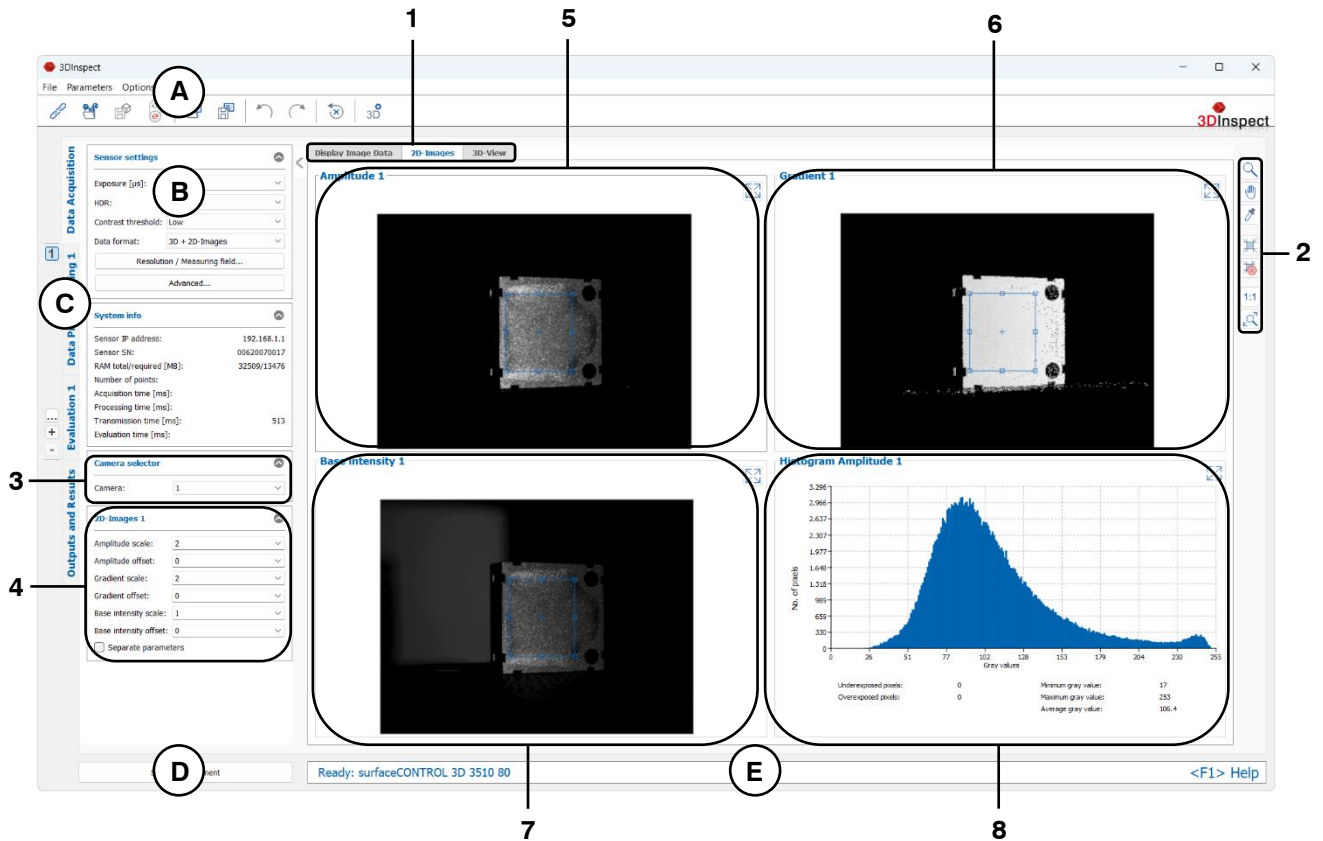 1
5
6
3DInspect
File Parameters
A
3D
3DInspect
Data Acquisition
Evaluation 1
Outputs and Results
1
...
+
-
Sensor settings
Exposure [µs]:
B
HDR:
Contrast threshold: Low
Data format: 3D + 2D-Images
Resolution / Measuring field...
Advanced...
C
System info
Sensor IP address: 192.168.1.1
Sensor SN: 00620070017
RAM total/required [MB]: 32509/13476
Number of points:
Acquisition time [ms]:
Processing time [ms]:
Transmission time [ms]: 513
Evaluation time [ms]:
3
Camera selector
Camera: 1
4
2D-Images 1
Amplitude scale: 2
Amplitude offset: 0
Gradient scale: 2
Gradient offset: 0
Base intensity scale: 1
Base intensity offset: 0
Separate parameters
D
Display Image Data 2D-Images 3D-View
Amplitude 1
Gradient 1
2
1:1
Base Intensity 1
Histogram Amplitude 1
No. of pixels
3.296
2.966
2.637
2.307
1.977
1.648
1.318
989
659
330
0
0 26 51 77 102 128 153 179 204 230 255
Gray values
Underexposed pixels: 0
Overexposed pixels: 0
Minimum gray value: 17
Maximum gray value: 253
Average gray value: 106.4
Ready: surfaceCONTROL 3D 3510 80
E
<F1> Help
7
8